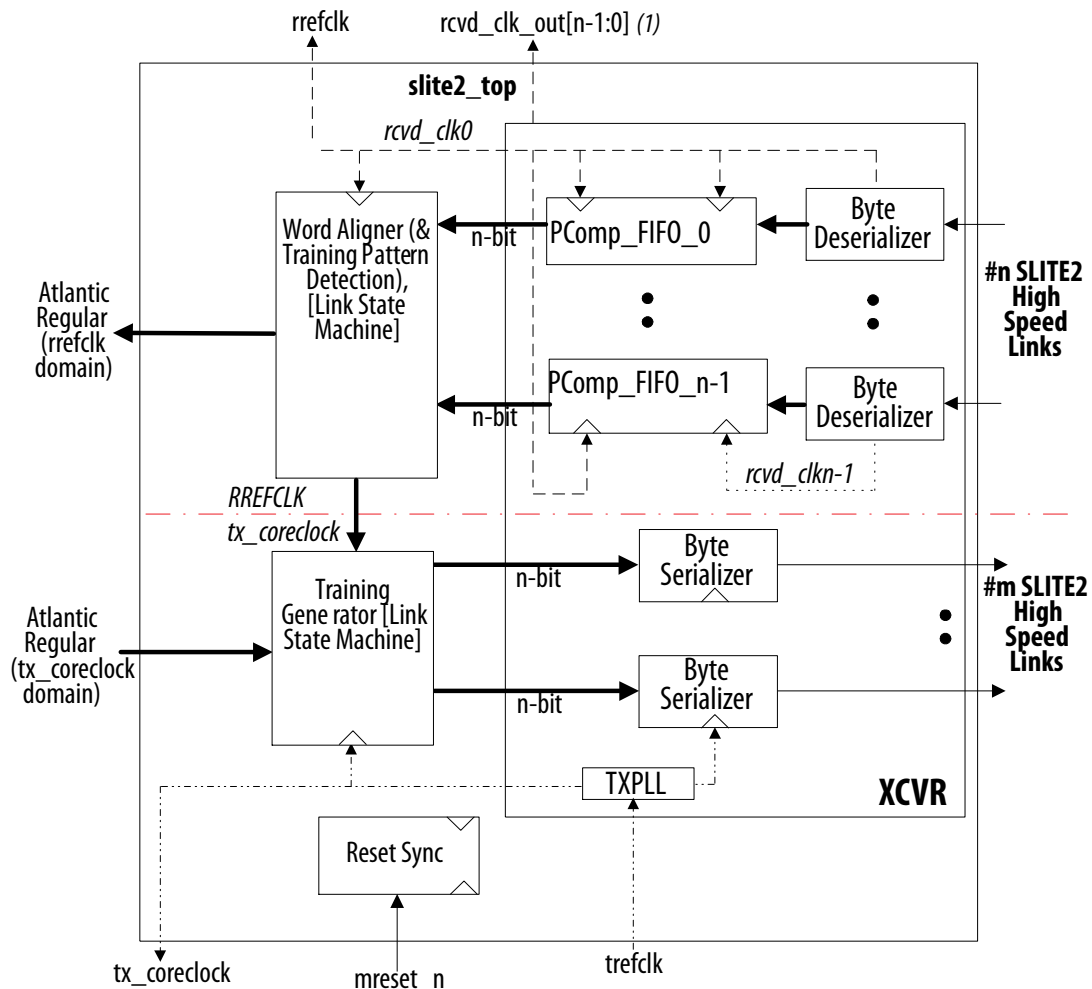 rrefclk
rcvd_clk_out[n-1:0] (1)
slite2_top
rcvd_clk0
Word Aligner (&
Training Pattern
Detection),
[Link State
Machine]
n-bit
PComp_FIFO_0
Byte
Deserializer
#n SLITE2
High
Speed
Links
Atlantic
Regular
(rrefclk
domain)
n-bit
PComp_FIFO_n-1
Byte
Deserializer
rcvd_clkn-1
RREFCLK
tx_coreclock
Training
Gene rator [Link
State Machine]
n-bit
Byte
Serializer
#m SLITE2
High
Speed
Links
Atlantic
Regular
(tx_coreclock
domain)
n-bit
Byte
Serializer
TXPLL
XCVR
Reset Sync
tx_coreclock
mreset_n
trefclk